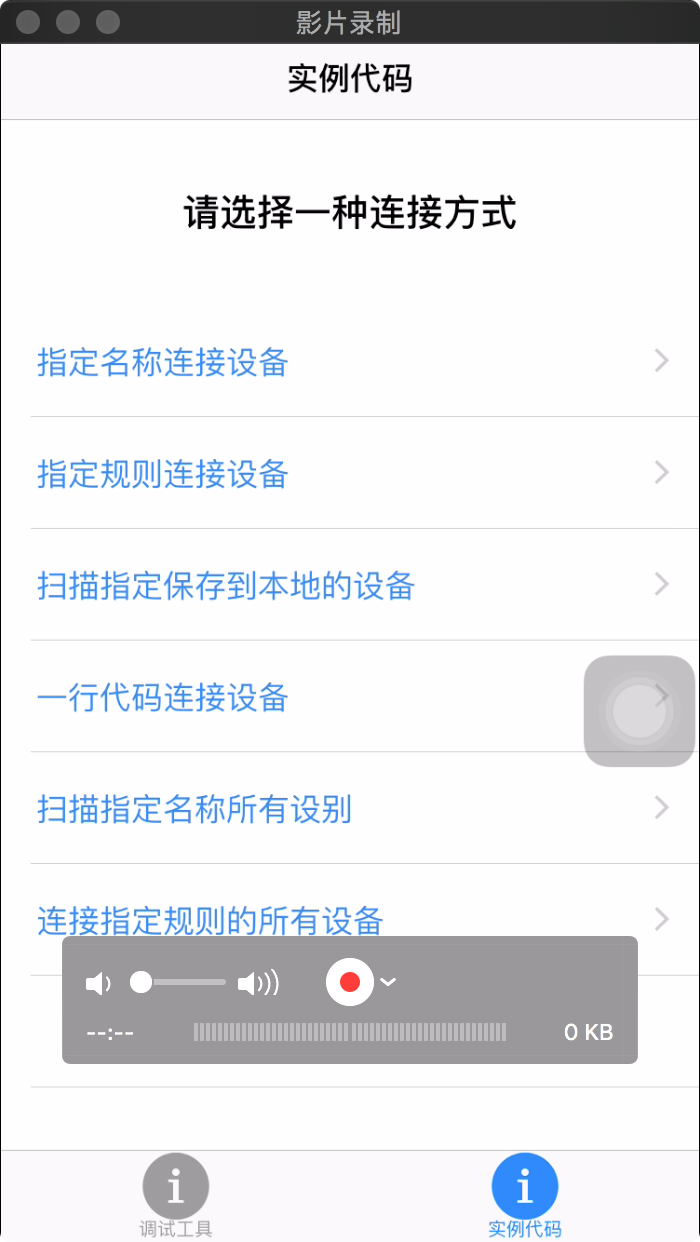 影片录制
实例代码
请选择一种连接方式
指定名称连接设备
指定规则连接设备
扫描指定保存到本地的设备
一行代码连接设备
扫描指定名称所有设别
连接指定规则的所有设备
--:--
0 KB
调试工具
实例代码